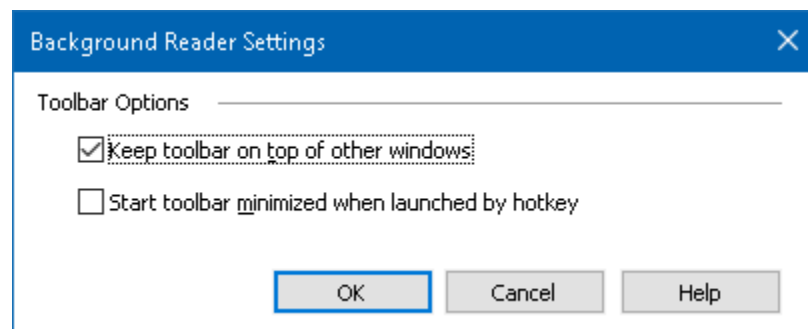 Background Reader Settings
Toolbar Options
Keep toolbar on top of other windows
Start toolbar minimized when launched by hotkey
OK Cancel Help